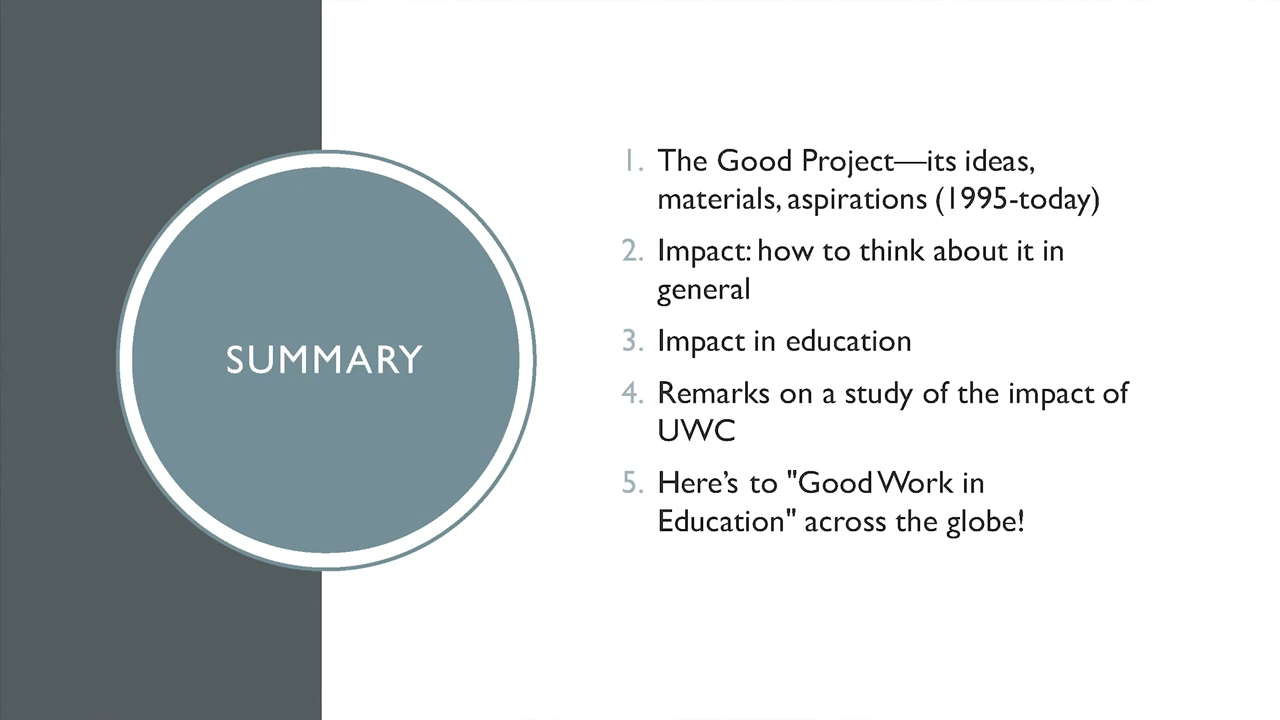 SUMMARY
1. The Good Project—its ideas,
materials, aspirations (1995-today)
2. Impact: how to think about it in
general
3. Impact in education
4. Remarks on a study of the impact of
UWC
5. Here’s to "Good Work in
Education" across the globe!